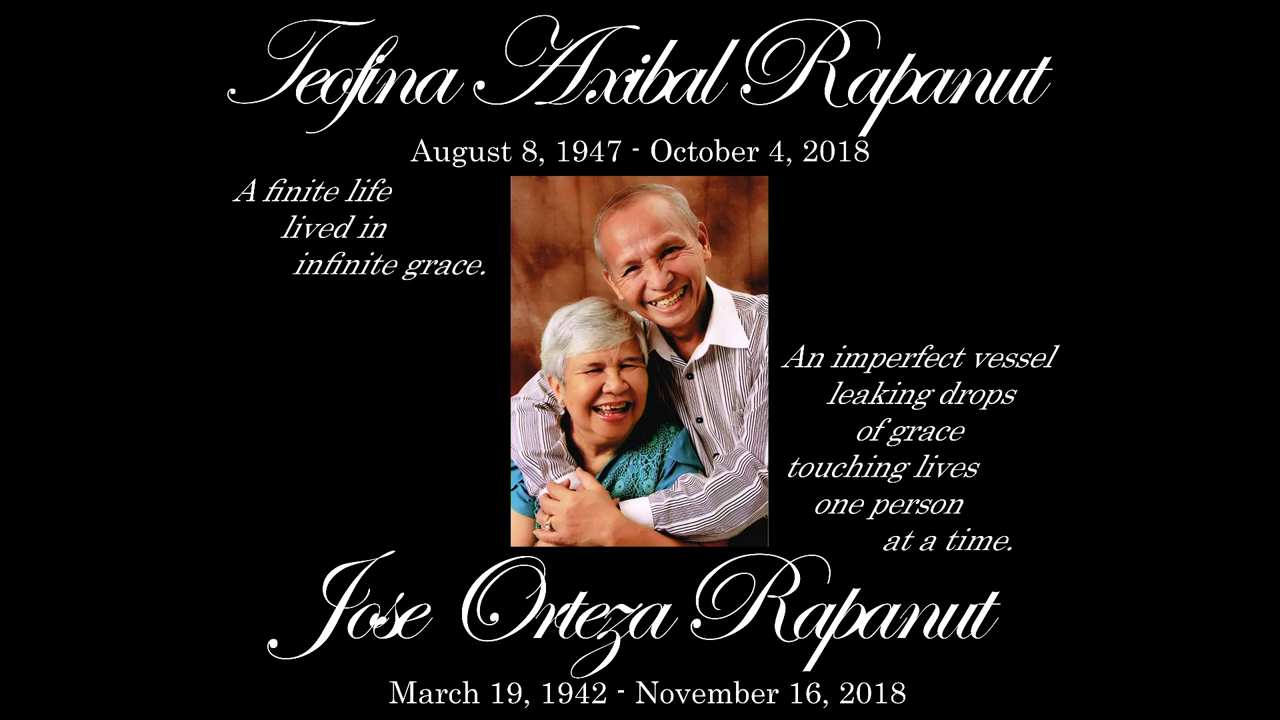 Teofina Axibal Rapanut
August 8, 1947 - October 4, 2018
A finite life
lived in
infinite grace.
An imperfect vessel
leaking drops
of grace
touching lives
one person
at a time.
Jose Orteza Rapanut
March 19, 1942 - November 16, 2018